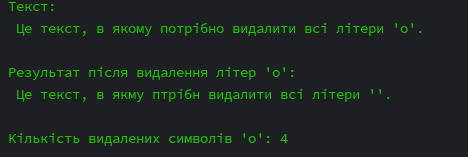 Текст:
Це текст, в якому потрібно видалити всі літери 'о'.
Результат після видалення літер 'о':
Це текст, в якму птрібн видалити всі літери ''.
Кількість видалених символів 'о': 4